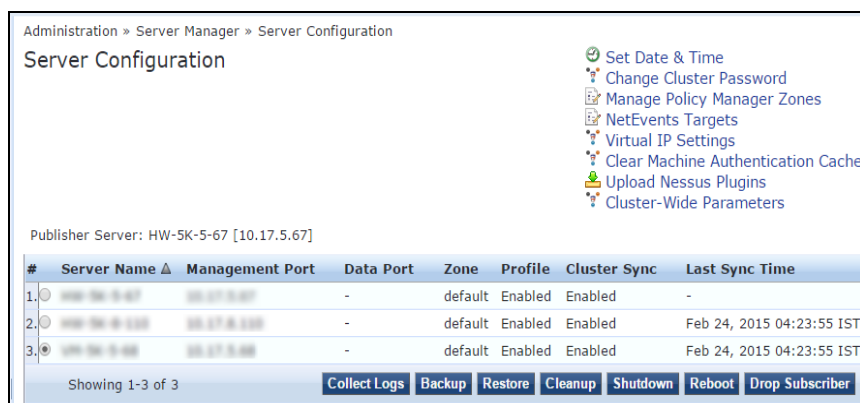 Administration » Server Manager » Server Configuration
Server Configuration
Set Date & Time
Change Cluster Password
Manage Policy Manager Zones
NetEvents Targets
Virtual IP Settings
Clear Machine Authentication Cache
Upload Nessus Plugins
Cluster-Wide Parameters
Publisher Server: HW-5K-5-67 [10.17.5.67]
# Server Name Management Port Data Port Zone Profile Cluster Sync Last Sync Time
1. - default Enabled Enabled -
2. - default Enabled Enabled Feb 24, 2015 04:23:55 IST
3. - default Enabled Enabled Feb 24, 2015 04:23:55 IST
Showing 1-3 of 3 Collect Logs Backup Restore Cleanup Shutdown Reboot Drop Subscriber